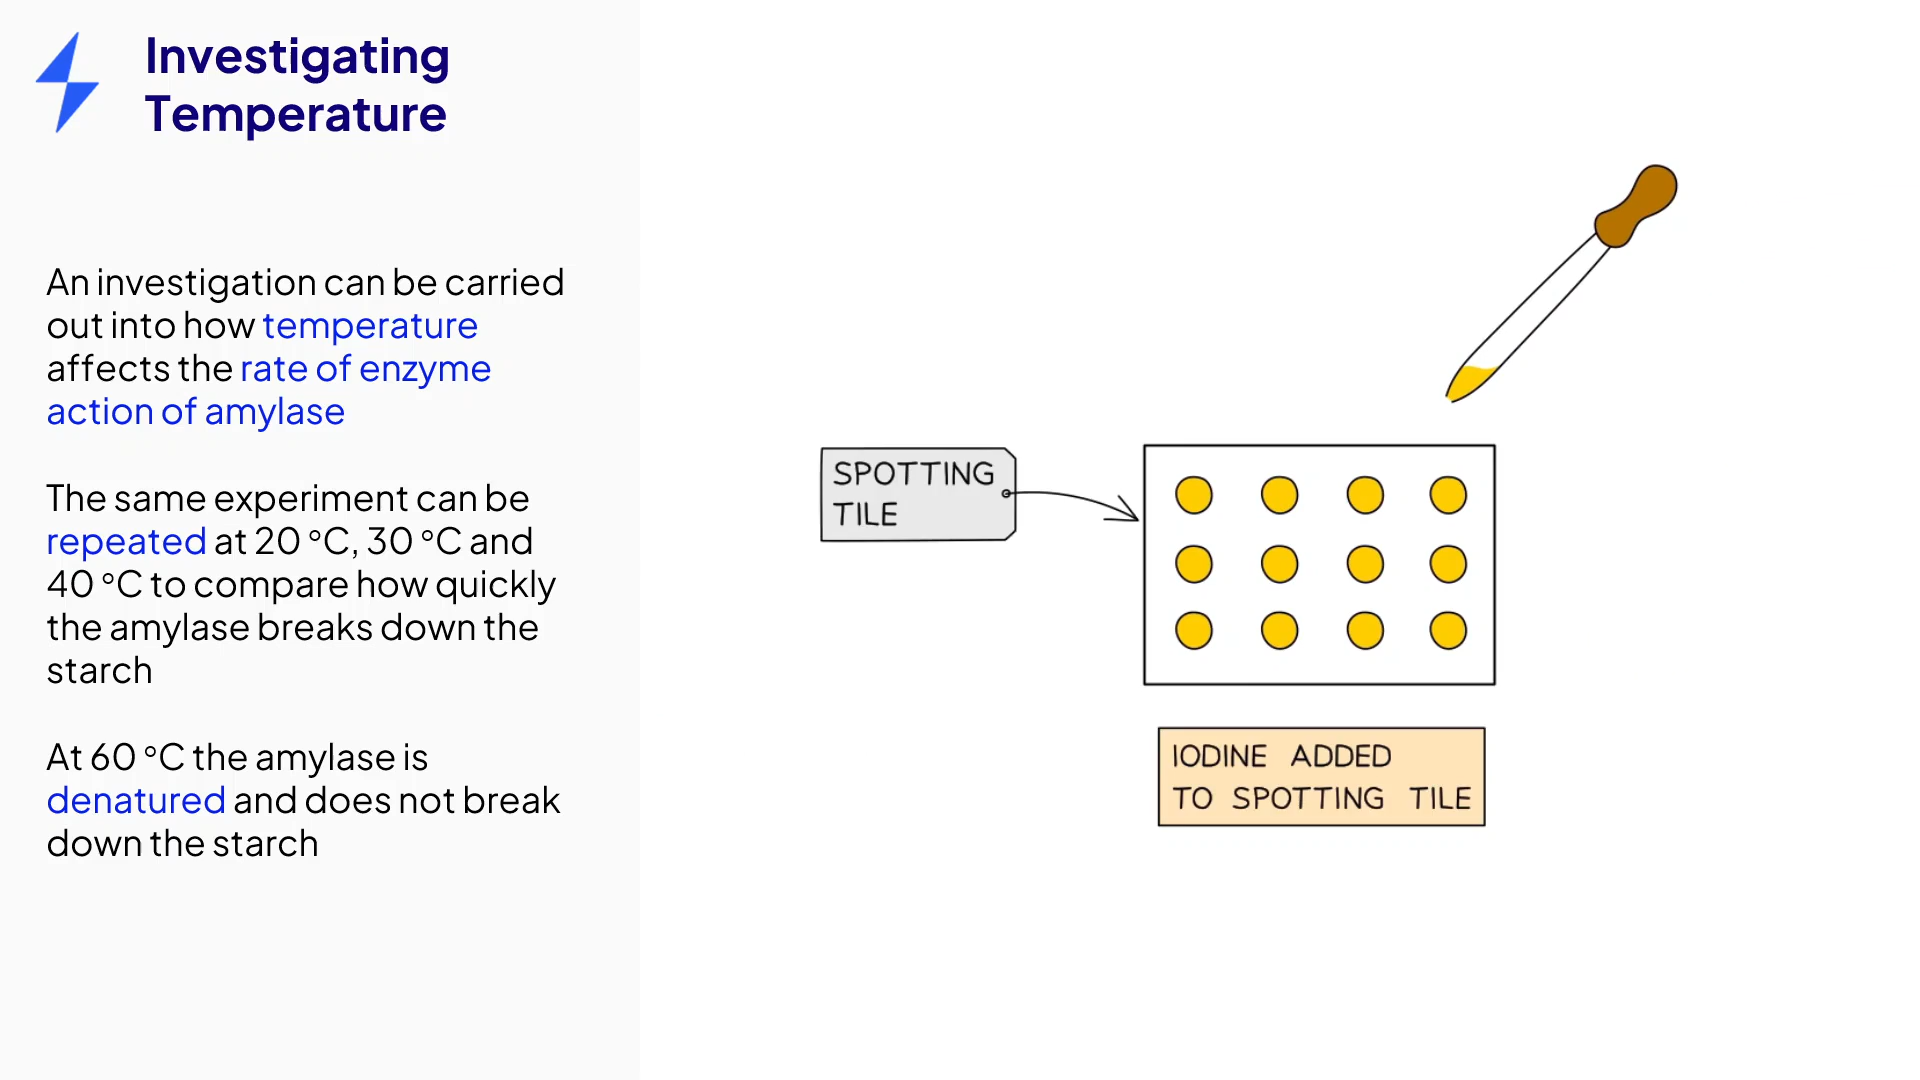 Investigating
Temperature
An investigation can be carried
out into how temperature
affects the rate of enzyme
action of amylase
The same experiment can be
repeated at 20 °C, 30 °C and
40 °C to compare how quickly
the amylase breaks down the
starch
At 60 °C the amylase is
denatured and does not break
down the starch
SPOTTING
TILE
IODINE ADDED
TO SPOTTING TILE